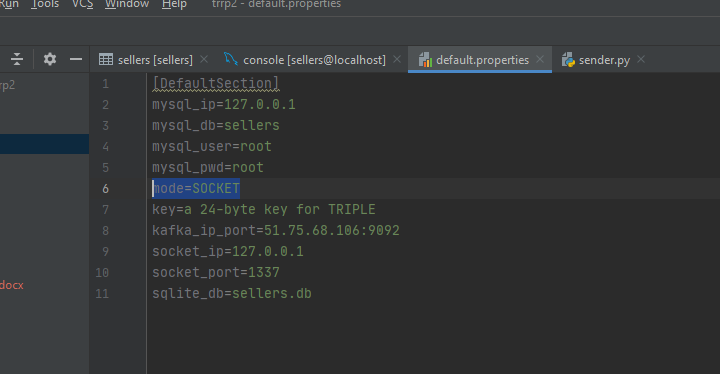 Run Tools VCS Window Help trrp2 - default.properties
sellers [sellers] console [sellers@localhost] default.properties sender.py
rp2
1 [DefaultSection]
2 mysql_ip=127.0.0.1
3 mysql_db=sellers
4 mysql_user=root
5 mysql_pwd=root
6 mode=SOCKET
7 key=a 24-byte key for TRIPLE
8 kafka_ip_port=51.75.68.106:9092
9 socket_ip=127.0.0.1
10 socket_port=1337
docx
11 sqlite_db=sellers.db